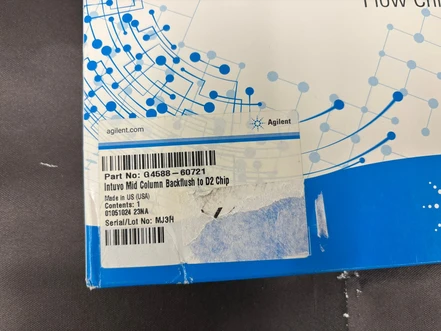 Flow Chi
agilent.com
Agilent
Part No: G4588-60721
Intuvo Mid Column Backflush to D2 Chip
Made in US (USA)
Contents: 1
01051024 23NA
Serial/Lot No: MJ3H